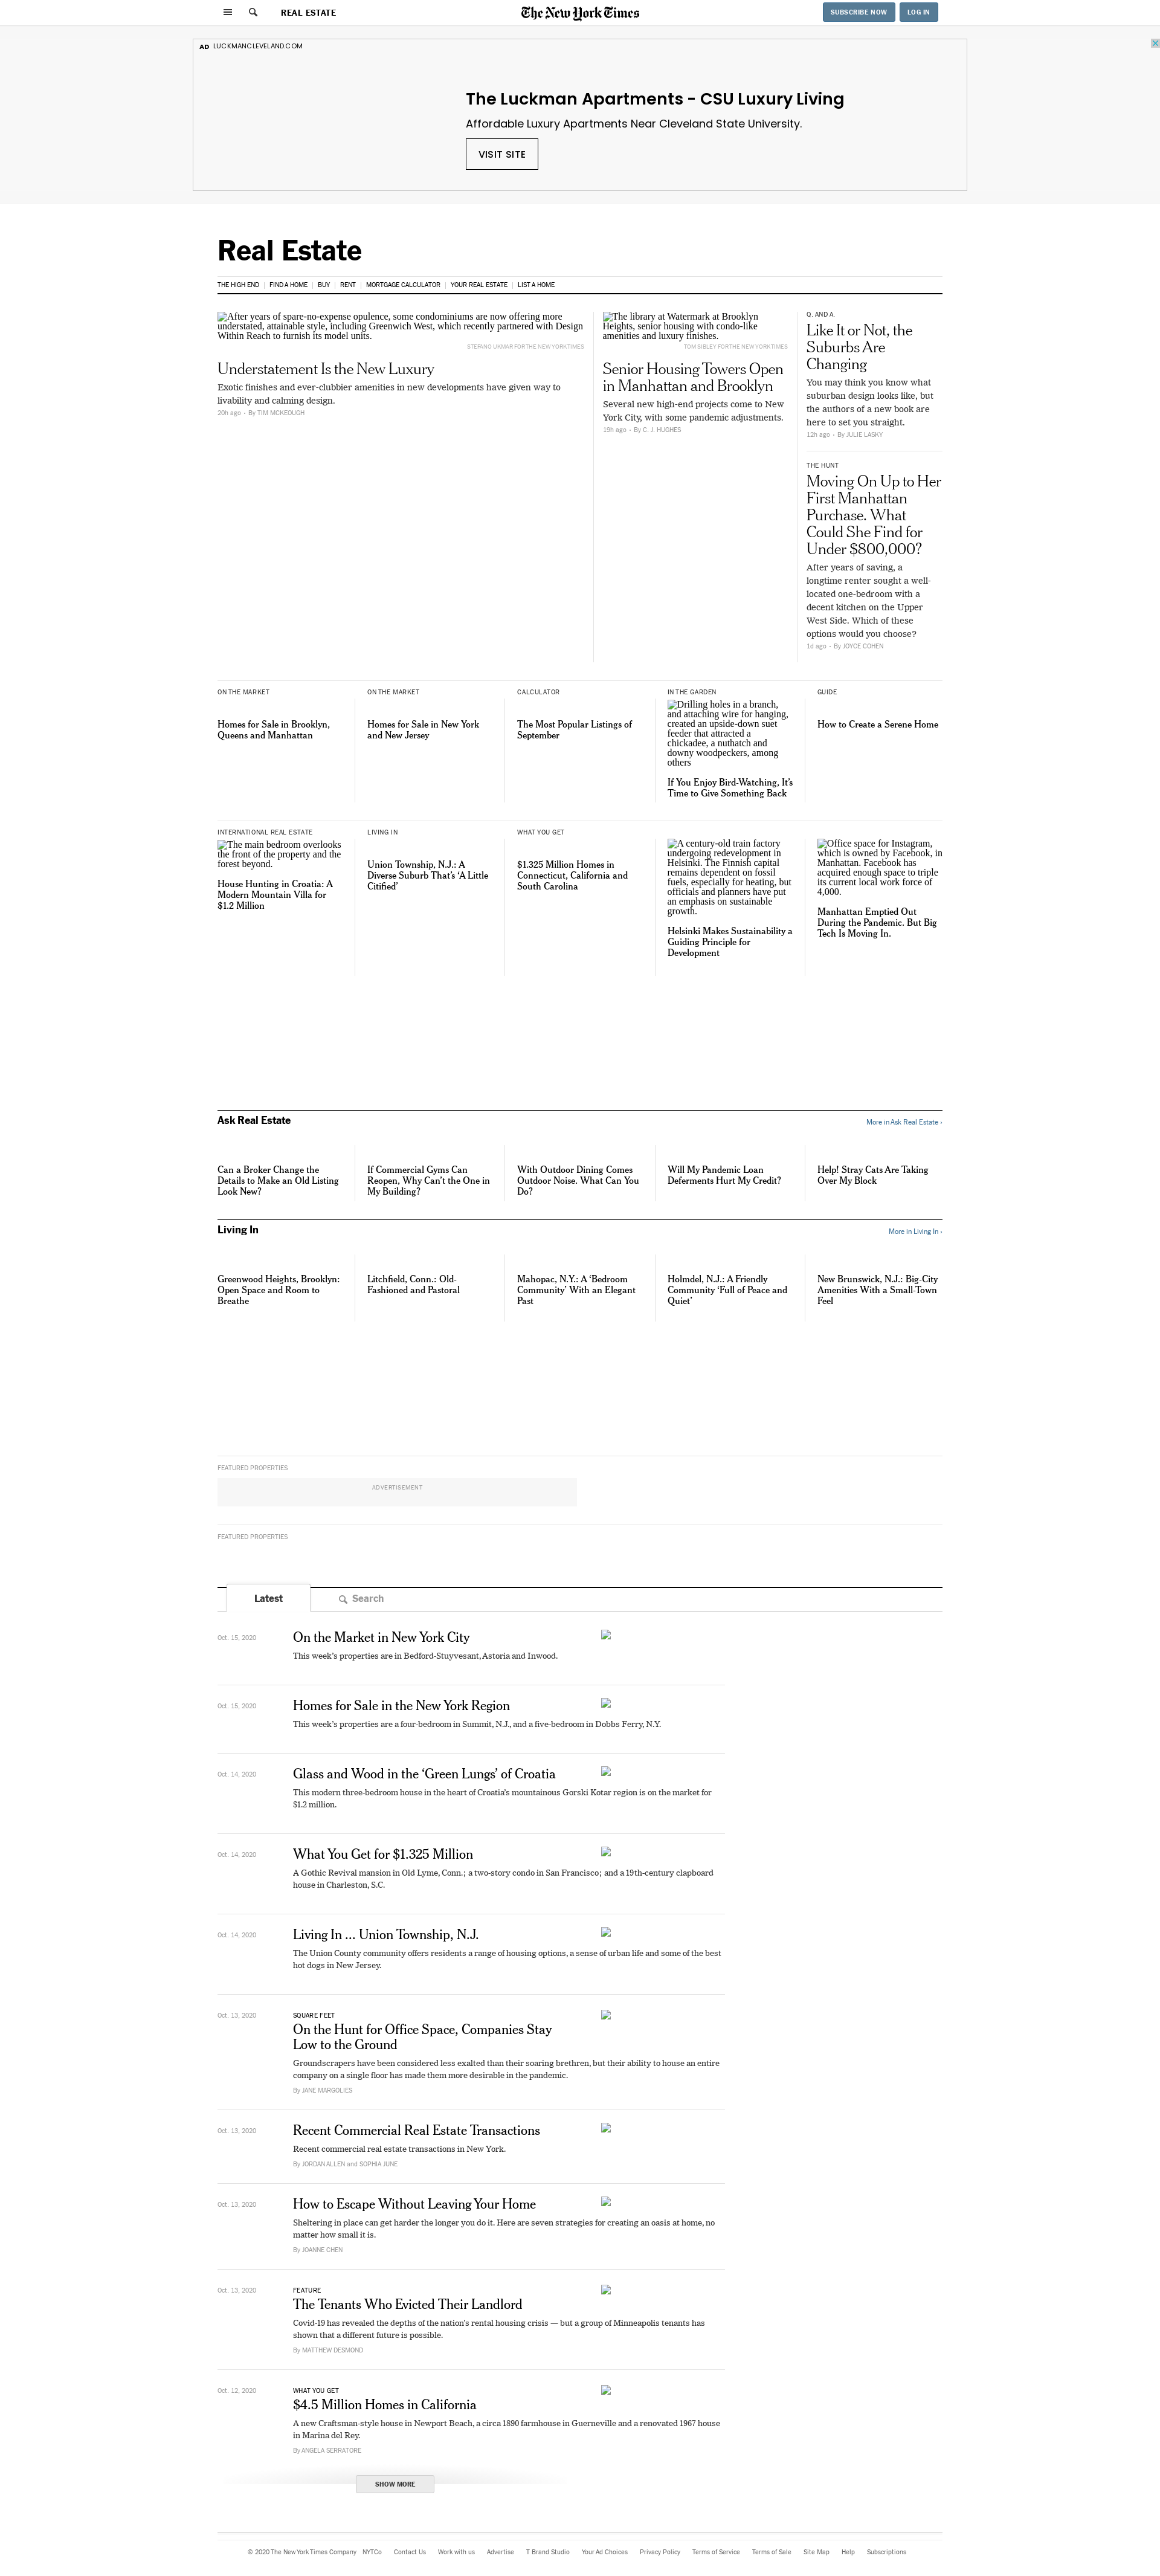 REAL ESTATE
The New York Times
SUBSCRIBE NOW
LOG IN
AD LUCKMANCLEVELAND.COM
The Luckman Apartments - CSU Luxury Living
Affordable Luxury Apartments Near Cleveland State University.
VISIT SITE
Real Estate
THE HIGH END
FIND A HOME
BUY
RENT
MORTGAGE CALCULATOR
YOUR REAL ESTATE
LIST A HOME
After years of spare-no-expense opulence, some condominiums are now offering more
understated, attainable style, including Greenwich West, which recently partnered with Design
Within Reach to furnish its model units.
STEFANO UKMAR FOR THE NEW YORK TIMES
Understatement Is the New Luxury
Exotic finishes and ever-clubbier amenities in new developments have given way to
livability and calming design.
20h ago • By TIM MCKEOUGH
The library at Watermark at Brooklyn
Heights, senior housing with condo-like
amenities and luxury finishes.
TOM SIBLEY FOR THE NEW YORK TIMES
Senior Housing Towers Open
in Manhattan and Brooklyn
Several new high-end projects come to New
York City, with some pandemic adjustments.
19h ago • By C. J. HUGHES
Q. AND A.
Like It or Not, the
Suburbs Are
Changing
You may think you know what
suburban design looks like, but
the authors of a new book are
here to set you straight.
12h ago • By JULIE LASKY
THE HUNT
Moving On Up to Her
First Manhattan
Purchase. What
Could She Find for
Under $800,000?
After years of saving, a
longtime renter sought a well-
located one-bedroom with a
decent kitchen on the Upper
West Side. Which of these
options would you choose?
1d ago • By JOYCE COHEN
ON THE MARKET
Homes for Sale in Brooklyn,
Queens and Manhattan
ON THE MARKET
Homes for Sale in New York
and New Jersey
CALCULATOR
The Most Popular Listings of
September
IN THE GARDEN
Drilling holes in a branch,
and attaching wire for hanging,
created an upside-down suet
feeder that attracted a
chickadee, a nuthatch and
downy woodpeckers, among
others
If You Enjoy Bird-Watching, It’s
Time to Give Something Back
GUIDE
How to Create a Serene Home
INTERNATIONAL REAL ESTATE
The main bedroom overlooks
the front of the property and the
forest beyond.
House Hunting in Croatia: A
Modern Mountain Villa for
$1.2 Million
LIVING IN
Union Township, N.J.: A
Diverse Suburb That’s ‘A Little
Citified’
WHAT YOU GET
$1.325 Million Homes in
Connecticut, California and
South Carolina
A century-old train factory
undergoing redevelopment in
Helsinki. The Finnish capital
remains dependent on fossil
fuels, especially for heating, but
officials and planners have put
an emphasis on sustainable
growth.
Helsinki Makes Sustainability a
Guiding Principle for
Development
Office space for Instagram,
which is owned by Facebook, in
Manhattan. Facebook has
acquired enough space to triple
its current local work force of
4,000.
Manhattan Emptied Out
During the Pandemic. But Big
Tech Is Moving In.
Ask Real Estate
More in Ask Real Estate ›
Can a Broker Change the
Details to Make an Old Listing
Look New?
If Commercial Gyms Can
Reopen, Why Can’t the One in
My Building?
With Outdoor Dining Comes
Outdoor Noise. What Can You
Do?
Will My Pandemic Loan
Deferments Hurt My Credit?
Help! Stray Cats Are Taking
Over My Block
Living In
More in Living In ›
Greenwood Heights, Brooklyn:
Open Space and Room to
Breathe
Litchfield, Conn.: Old-
Fashioned and Pastoral
Mahopac, N.Y.: A ‘Bedroom
Community’ With an Elegant
Past
Holmdel, N.J.: A Friendly
Community ‘Full of Peace and
Quiet’
New Brunswick, N.J.: Big-City
Amenities With a Small-Town
Feel
FEATURED PROPERTIES
ADVERTISEMENT
FEATURED PROPERTIES
Latest
Search
Oct. 15, 2020
On the Market in New York City
This week’s properties are in Bedford-Stuyvesant, Astoria and Inwood.
Oct. 15, 2020
Homes for Sale in the New York Region
This week’s properties are a four-bedroom in Summit, N.J., and a five-bedroom in Dobbs Ferry, N.Y.
Oct. 14, 2020
Glass and Wood in the ‘Green Lungs’ of Croatia
This modern three-bedroom house in the heart of Croatia’s mountainous Gorski Kotar region is on the market for
$1.2 million.
Oct. 14, 2020
What You Get for $1.325 Million
A Gothic Revival mansion in Old Lyme, Conn.; a two-story condo in San Francisco; and a 19th-century clapboard
house in Charleston, S.C.
Oct. 14, 2020
Living In ... Union Township, N.J.
The Union County community offers residents a range of housing options, a sense of urban life and some of the best
hot dogs in New Jersey.
Oct. 13, 2020
SQUARE FEET
On the Hunt for Office Space, Companies Stay
Low to the Ground
Groundscrapers have been considered less exalted than their soaring brethren, but their ability to house an entire
company on a single floor has made them more desirable in the pandemic.
By JANE MARGOLIES
Oct. 13, 2020
Recent Commercial Real Estate Transactions
Recent commercial real estate transactions in New York.
By JORDAN ALLEN and SOPHIA JUNE
Oct. 13, 2020
How to Escape Without Leaving Your Home
Sheltering in place can get harder the longer you do it. Here are seven strategies for creating an oasis at home, no
matter how small it is.
By JOANNE CHEN
Oct. 13, 2020
FEATURE
The Tenants Who Evicted Their Landlord
Covid-19 has revealed the depths of the nation’s rental housing crisis — but a group of Minneapolis tenants has
shown that a different future is possible.
By MATTHEW DESMOND
Oct. 12, 2020
WHAT YOU GET
$4.5 Million Homes in California
A new Craftsman-style house in Newport Beach, a circa 1890 farmhouse in Guerneville and a renovated 1967 house
in Marina del Rey.
By ANGELA SERRATORE
SHOW MORE
© 2020 The New York Times Company
NYTCo
Contact Us
Work with us
Advertise
T Brand Studio
Your Ad Choices
Privacy Policy
Terms of Service
Terms of Sale
Site Map
Help
Subscriptions